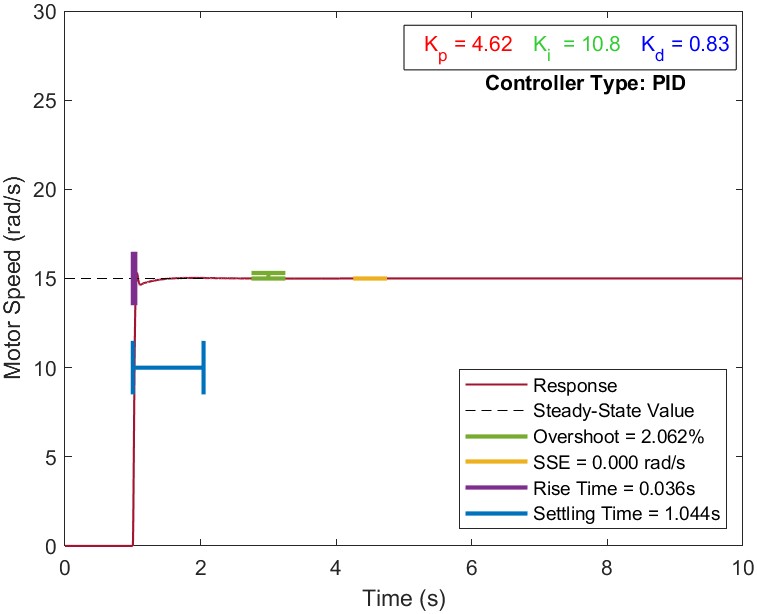 30
25
20
15
10
5
0
Motor Speed (rad/s)
K_p = 4.62 K_i = 10.8 K_d = 0.83
Controller Type: PID
Response
Steady-State Value
Overshoot = 2.062%
SSE = 0.000 rad/s
Rise Time = 0.036s
Settling Time = 1.044s
0 2 4 6 8 10
Time (s)